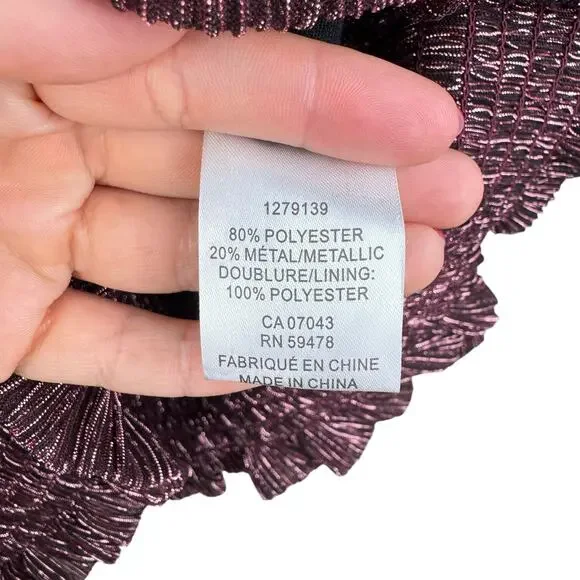 1279139
80% POLYESTER
20% MÉTAL/METALLIC
DOUBLURE/LINING:
100% POLYESTER
CA 07043
RN 59478
FABRIQUÉ EN CHINE
MADE IN CHINA